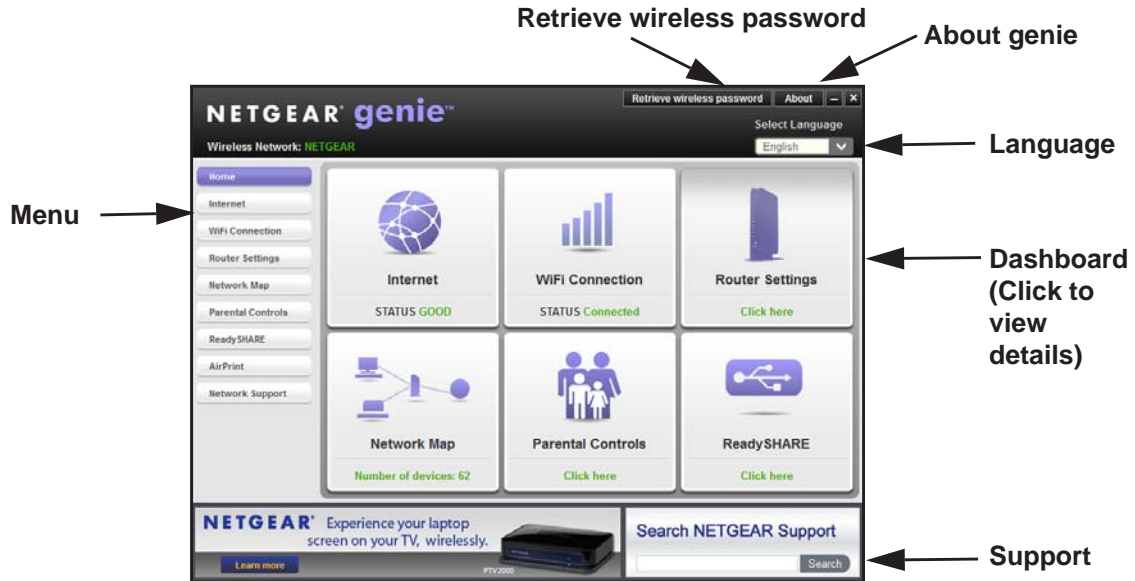 Retrieve wireless password
About genie
Retrieve wireless password
About
NETGEAR® genie™
Select Language
Wireless Network: NETGEAR
English
Language
Menu
Home
Internet
WiFi Connection
Router Settings
Network Map
Parental Controls
ReadySHARE
AirPrint
Network Support
Internet
STATUS GOOD
WiFi Connection
STATUS Connected
Router Settings
Click here
Dashboard
(Click to
view
details)
Network Map
Number of devices: 62
Parental Controls
Click here
ReadySHARE
Click here
NETGEAR®
Experience your laptop
screen on your TV, wirelessly.
Learn more
PTV2000
Search NETGEAR Support
Search
Support